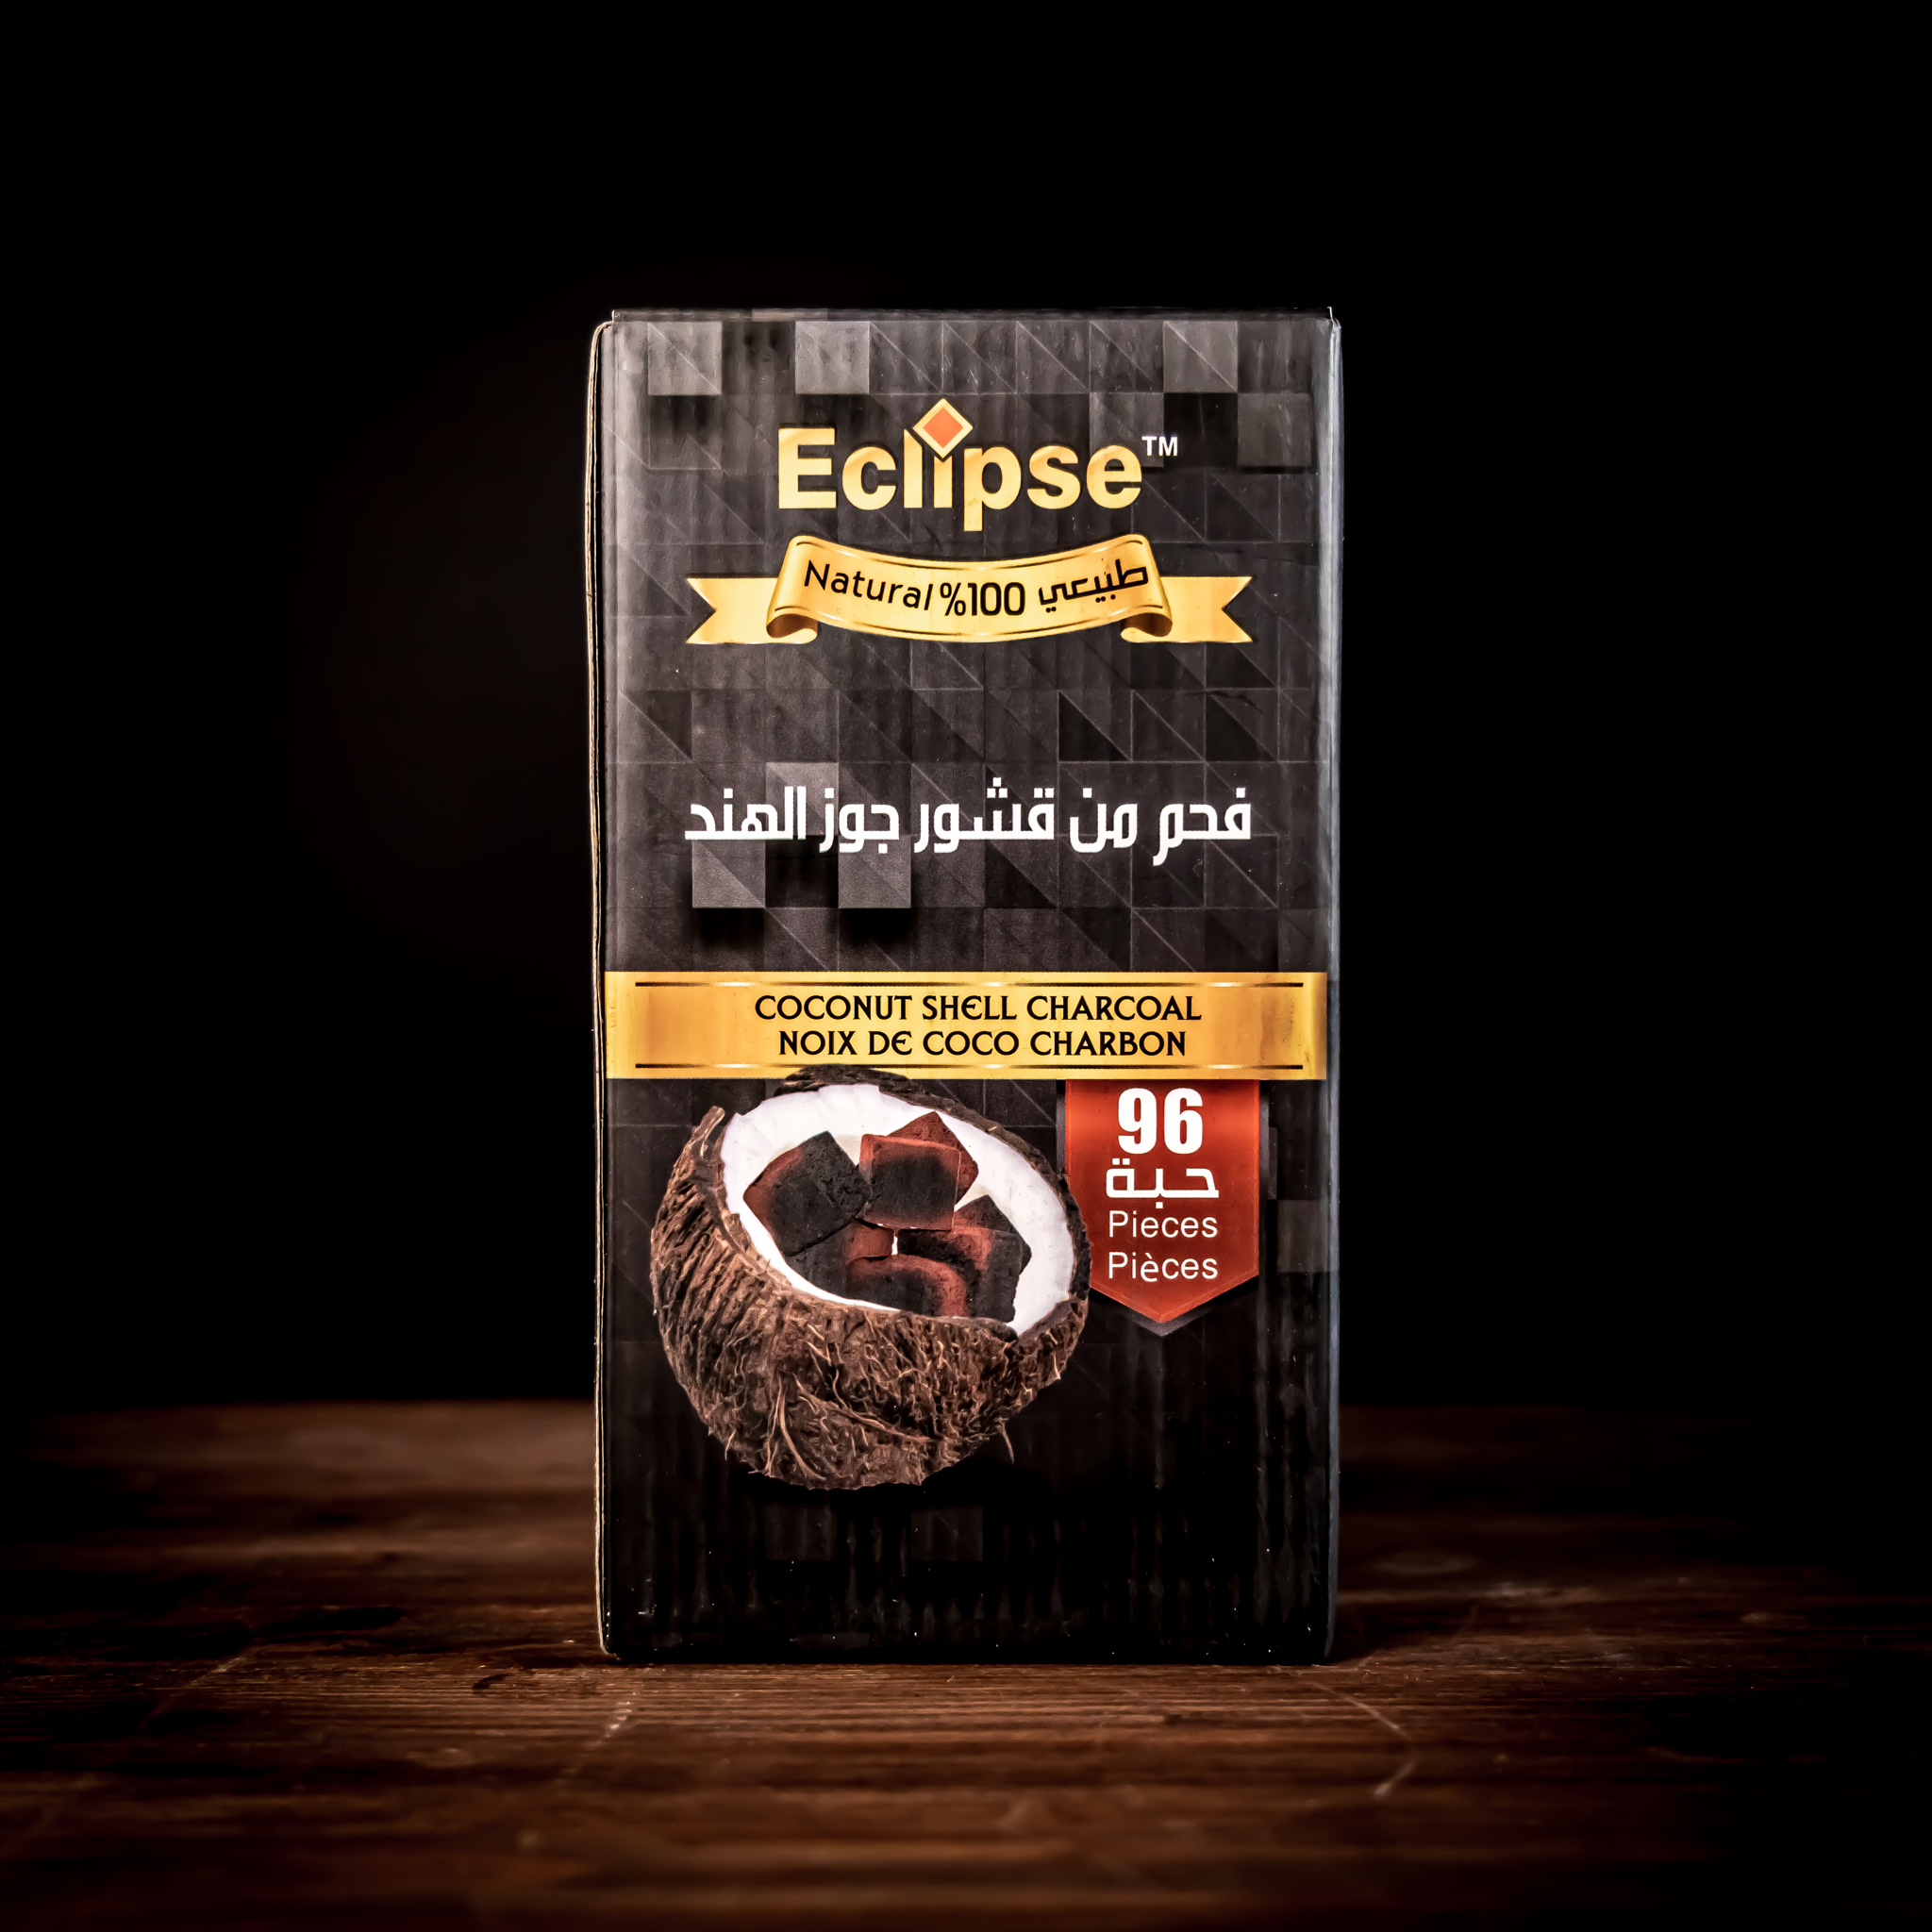 Eclipse™
Natural %100 طبيعي
فحم من قشور جوز الهند
COCONUT SHELL CHARCOAL
NOIX DE COCO CHARBON
96
حبة
Pieces
Pièces